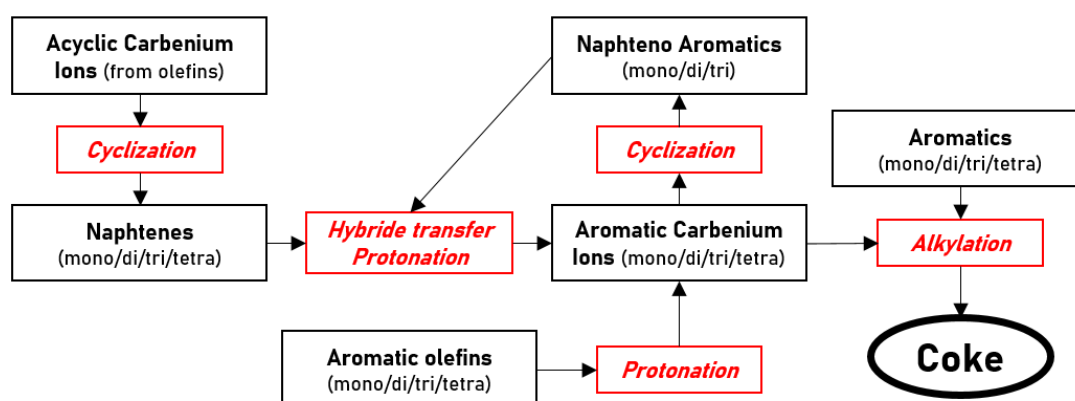 Acyclic Carbenium
Ions (from olefins)
Cyclization
Naphtenes
(mono/di/tri/tetra)
Hybride transfer
Protonation
Naphteno Aromatics
(mono/di/tri)
Cyclization
Aromatic Carbenium
Ions (mono/di/tri/tetra)
Aromatic olefins
(mono/di/tri/tetra)
Protonation
Aromatics
(mono/di/tri/tetra)
Alkylation
Coke